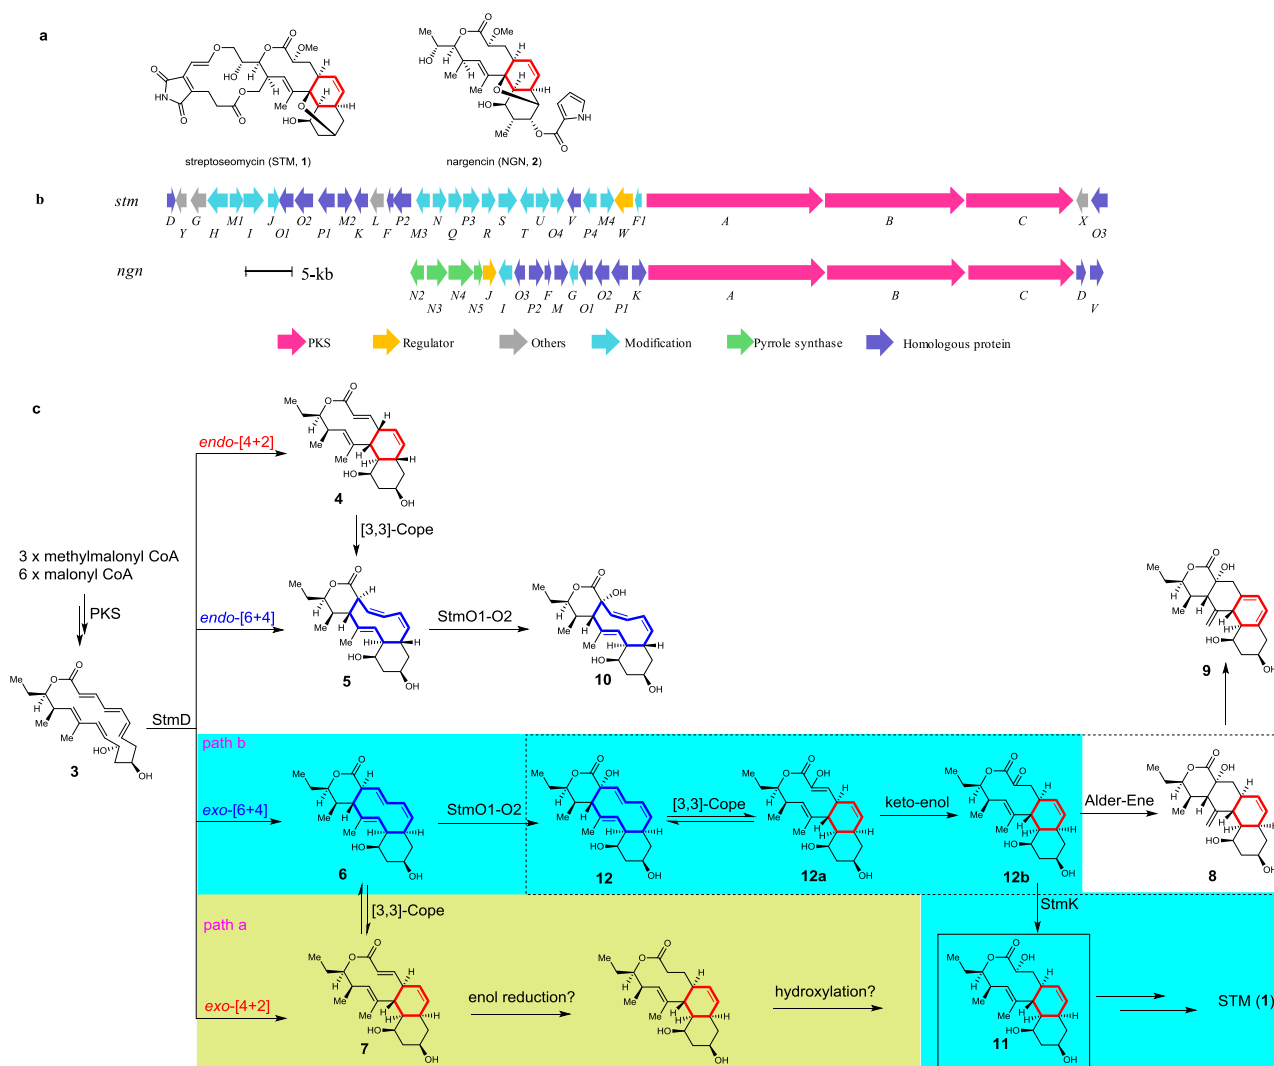 a
streptoseomycin (STM, 1)
nargencin (NGN, 2)
b
stm
D Y G H M1 I J O1 O2 P1 M2 K L F P2 M3 N Q P3 R S T U O4 V P4 M4 W F1 A B C X O3
ngn
5-kb
N2 N3 N4 N5 J I O3 P2 F M G O1 O2 P1 K A B C D V
PKS
Regulator
Others
Modification
Pyrrole synthase
Homologous protein
c
3 x methylmalonyl CoA
6 x malonyl CoA
PKS
3
StmD
endo-[4+2]
4
[3,3]-Cope
endo-[6+4]
5
StmO1-O2
10
9
path b
exo-[6+4]
6
StmO1-O2
12
[3,3]-Cope
12a
keto-enol
12b
Alder-Ene
8
StmK
[3,3]-Cope
path a
exo-[4+2]
7
enol reduction?
hydroxylation?
11
STM (1)